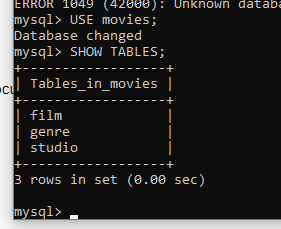 ERROR 1049 (42000): Unknown databa
mysql> USE movies;
Database changed
mysql> SHOW TABLES;
+------------------+
| Tables_in_movies |
+------------------+
| film             |
| genre            |
| studio           |
+------------------+
3 rows in set (0.00 sec)
mysql>